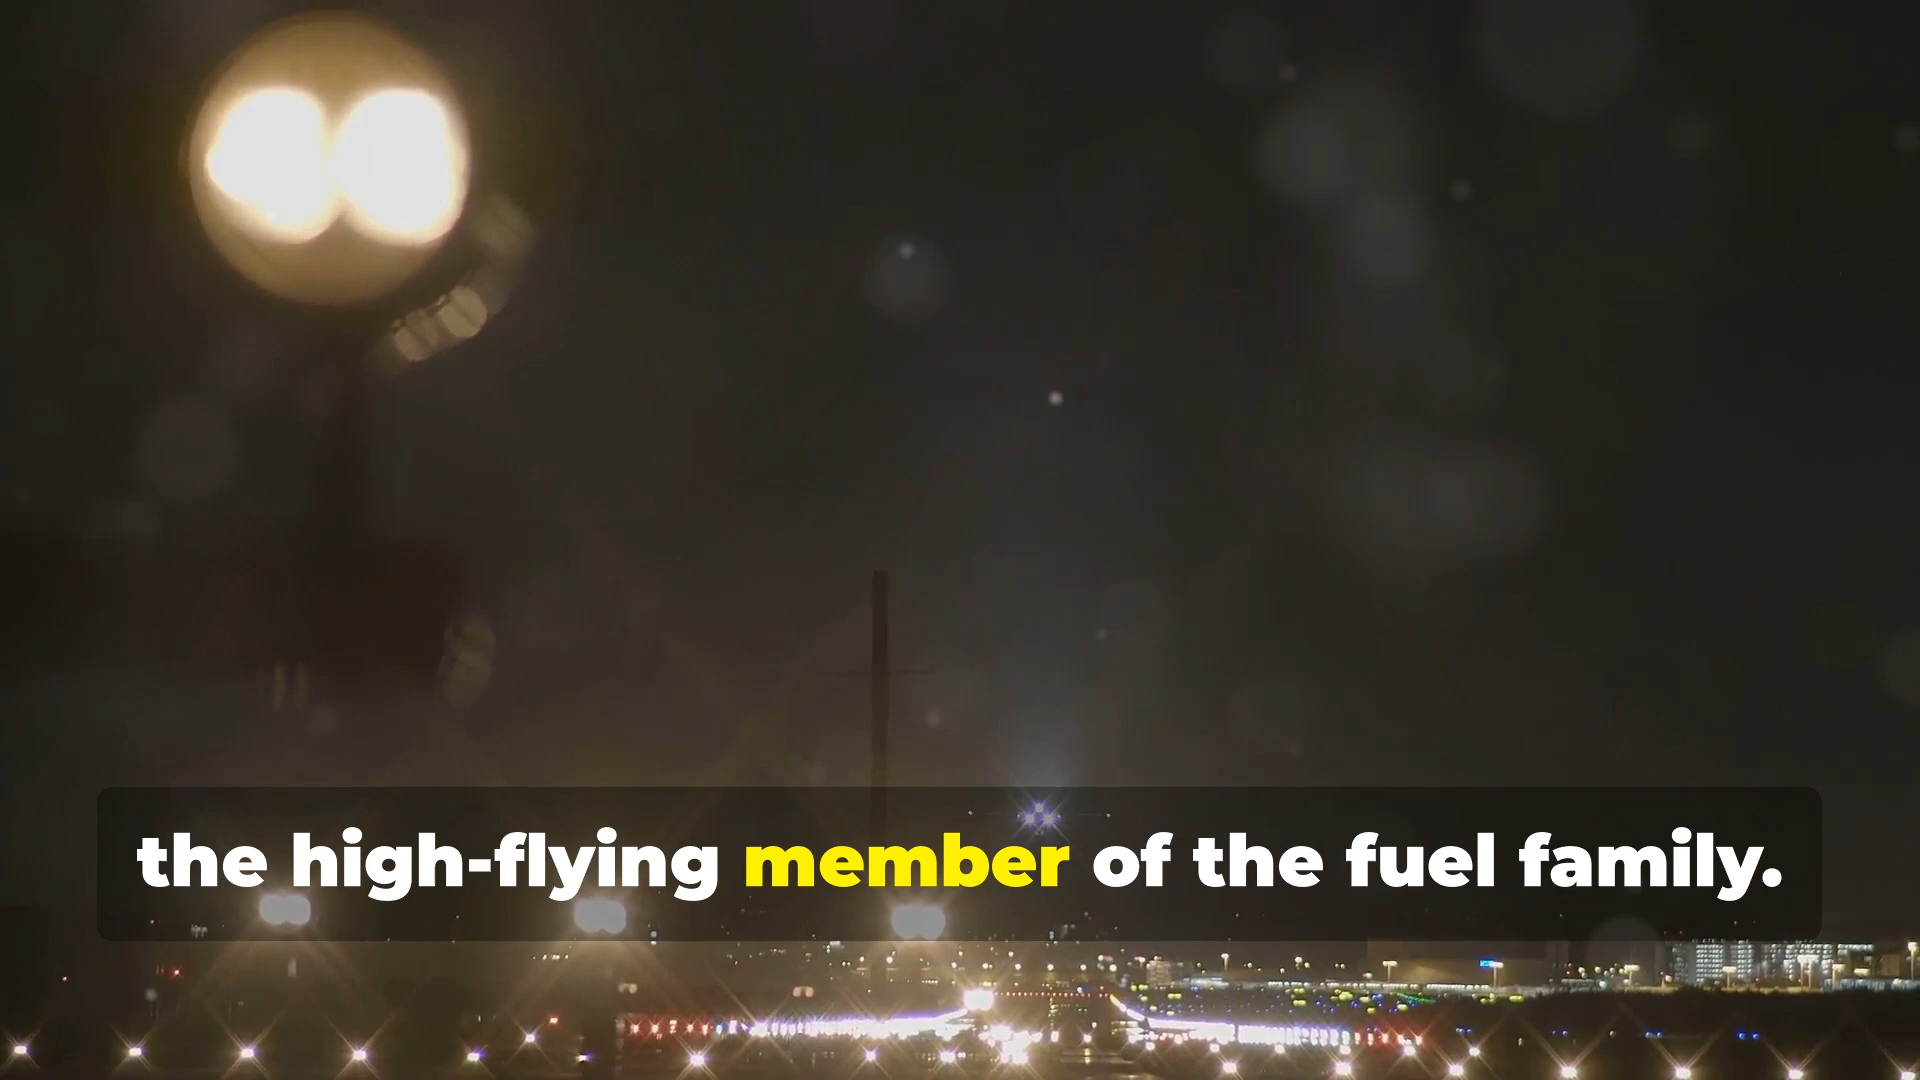 the high-flying member of the fuel family.